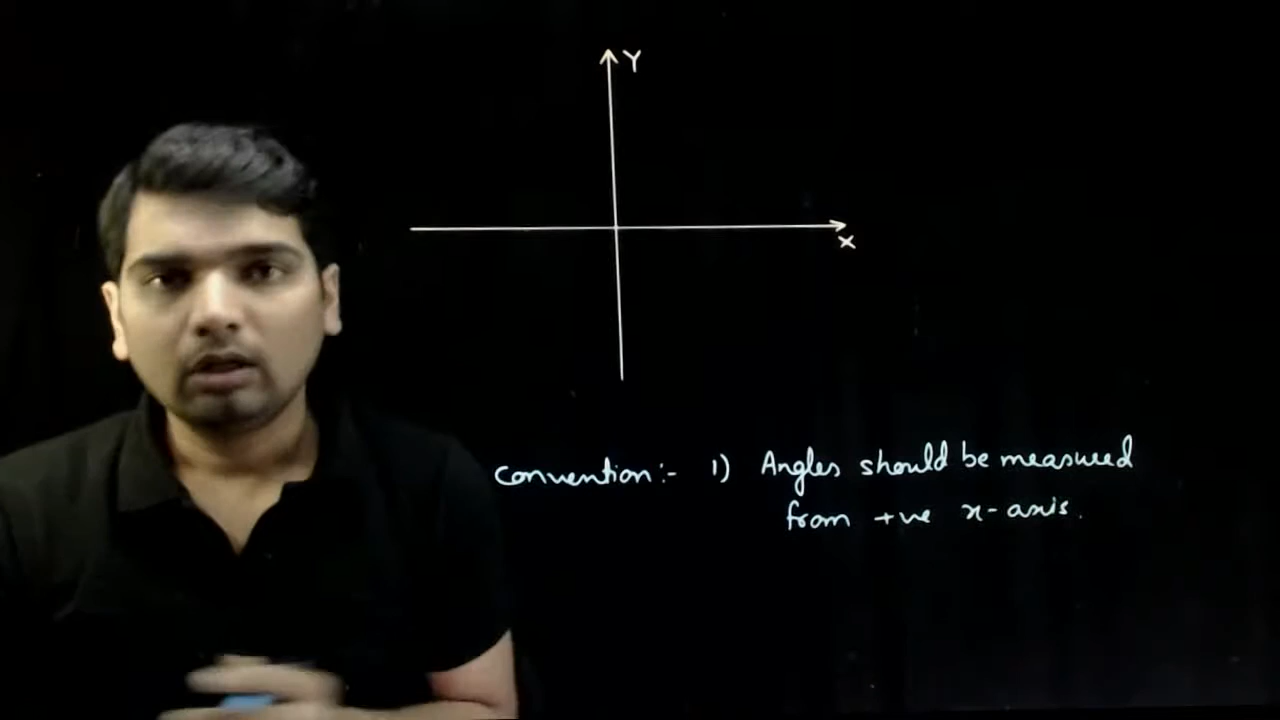 Y
X
Convention:- 1) Angles should be measured
from +ve x-axis.